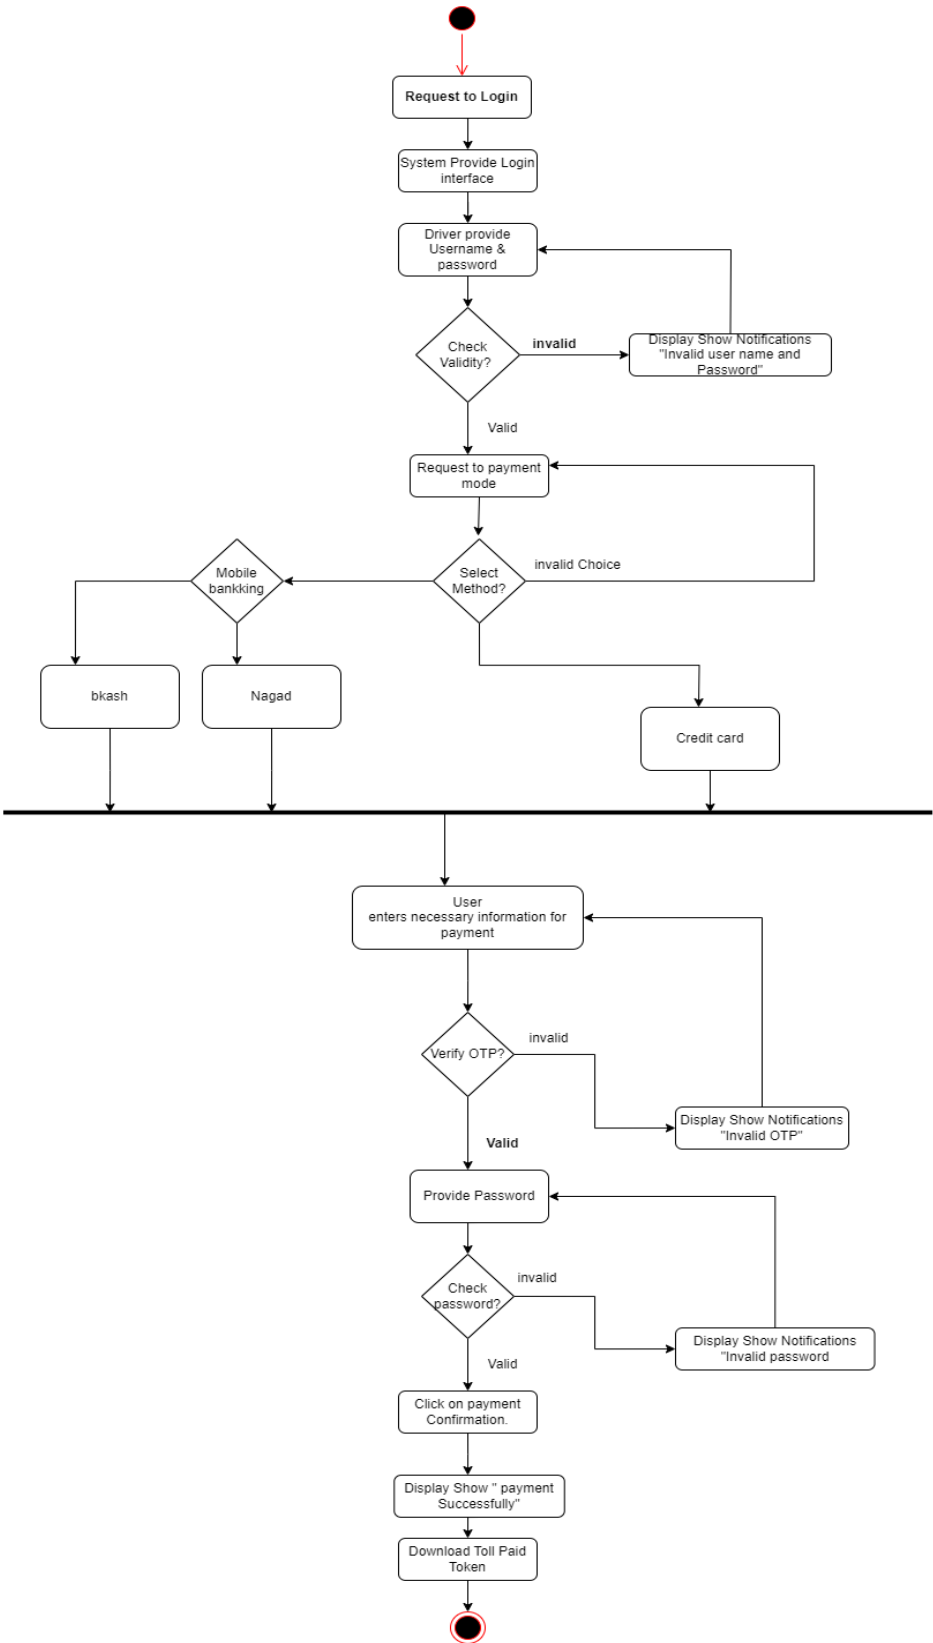 Request to Login
System Provide Login
interface
Driver provide
Username &
password
Check
Validity?
invalid
Display Show Notifications
"Invalid user name and
Password"
Valid
Request to payment
mode
Select
Method?
invalid Choice
Mobile
bankking
bkash
Nagad
Credit card
User
enters necessary information for
payment
Verify OTP?
invalid
Display Show Notifications
"Invalid OTP"
Valid
Provide Password
Check
password?
invalid
Display Show Notifications
"Invalid password
Valid
Click on payment
Confirmation.
Display Show " payment
Successfully"
Download Toll Paid
Token